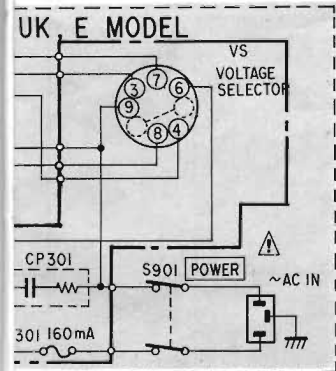 UK E MODEL
VS
VOLTAGE
SELECTOR
7
3
6
9
8
4
CP301
S901 POWER
~AC IN
301 160mA